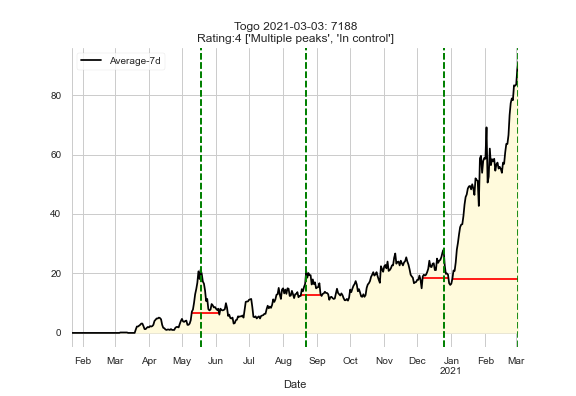 Togo 2021-03-03: 7188
Rating:4 ['Multiple peaks', 'In control']
Average-7d
80
60
40
20
0
Feb Mar Apr May Jun Jul Aug Sep Oct Nov Dec Jan Feb Mar
2021
Date